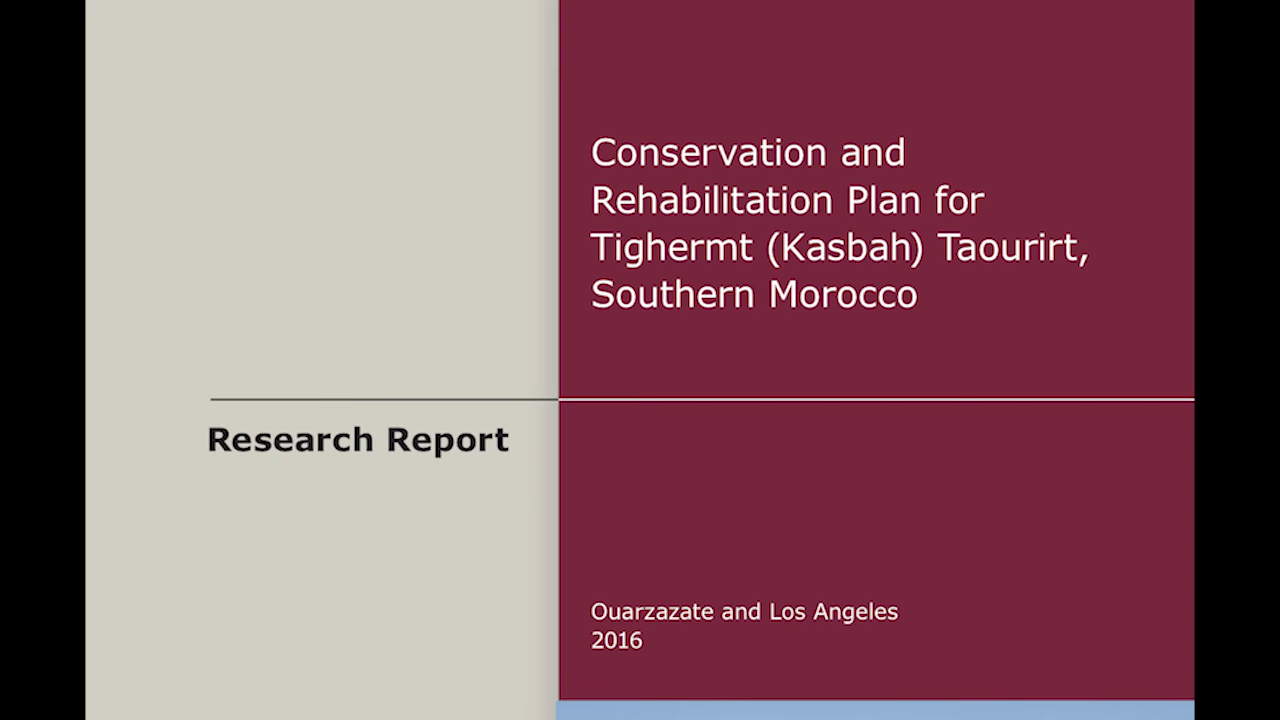 Conservation and
Rehabilitation Plan for
Tighermt (Kasbah) Taourirt,
Southern Morocco
Research Report
Ouarzazate and Los Angeles
2016